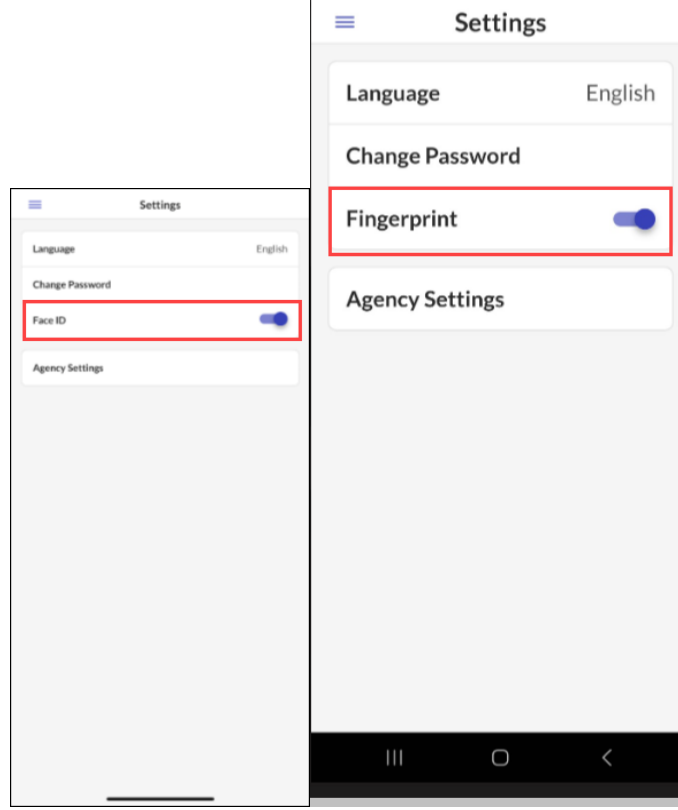 Settings
Language English
Change Password
Face ID
Agency Settings
Settings
Language English
Change Password
Fingerprint
Agency Settings